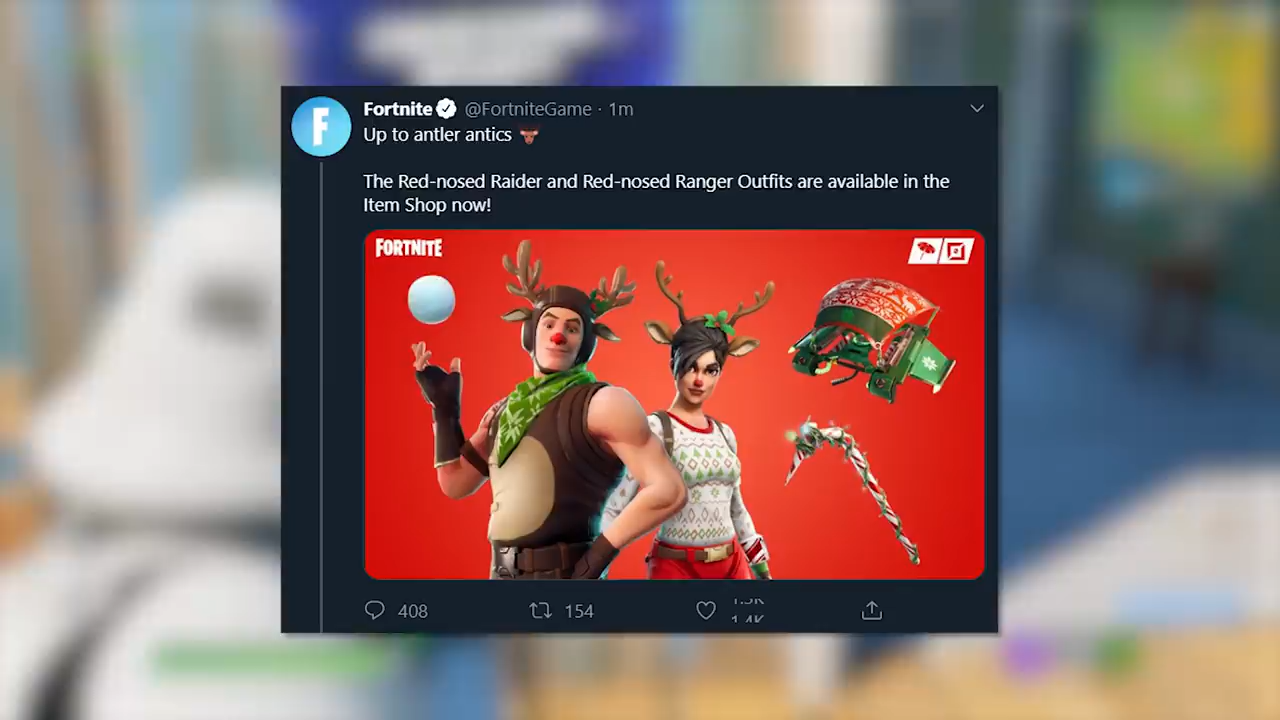 Fortnite @FortniteGame · 1m
Up to antler antics
The Red-nosed Raider and Red-nosed Ranger Outfits are available in the
Item Shop now!
FORTNITE
408 154